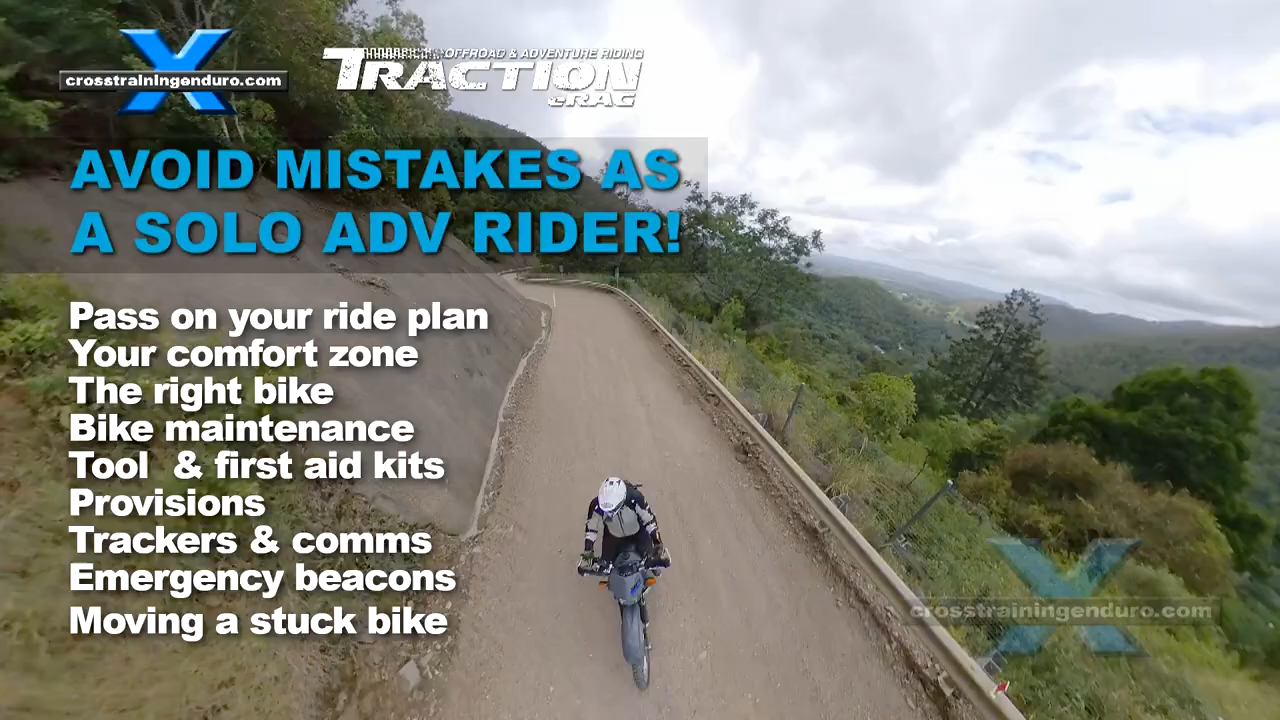 crosstrainingenduro.com
OFFROAD & ADVENTURE RIDING
TRACTION
eRAG
AVOID MISTAKES AS
A SOLO ADV RIDER!
Pass on your ride plan
Your comfort zone
The right bike
Bike maintenance
Tool  & first aid kits
Provisions
Trackers & comms
Emergency beacons
Moving a stuck bike
crosstrainingenduro.com